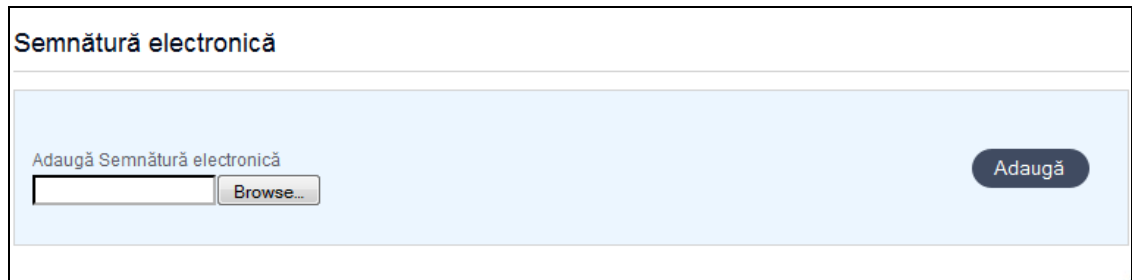 Semnătură electronică
Adaugă Semnătură electronică
Browse...
Adaugă